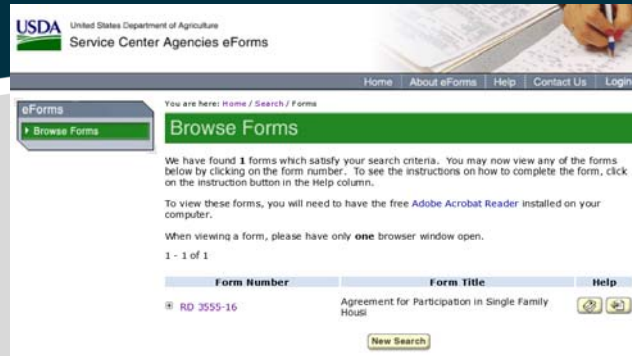 USDA
United States Department of Agriculture
Service Center Agencies eForms
Home About eForms Help Contact Us Login
eForms
Browse Forms
You are here: Home / Search / Forms
Browse Forms
We have found 1 forms which satisfy your search criteria. You may now view any of the forms
below by clicking on the form number. To see the instructions on how to complete the form, click
on the instruction button in the Help column.
To view these forms, you will need to have the free Adobe Acrobat Reader installed on your
computer.
When viewing a form, please have only one browser window open.
1 - 1 of 1
Form Number Form Title Help
RD 3555-16 Agreement for Participation in Single Family
Housi
New Search